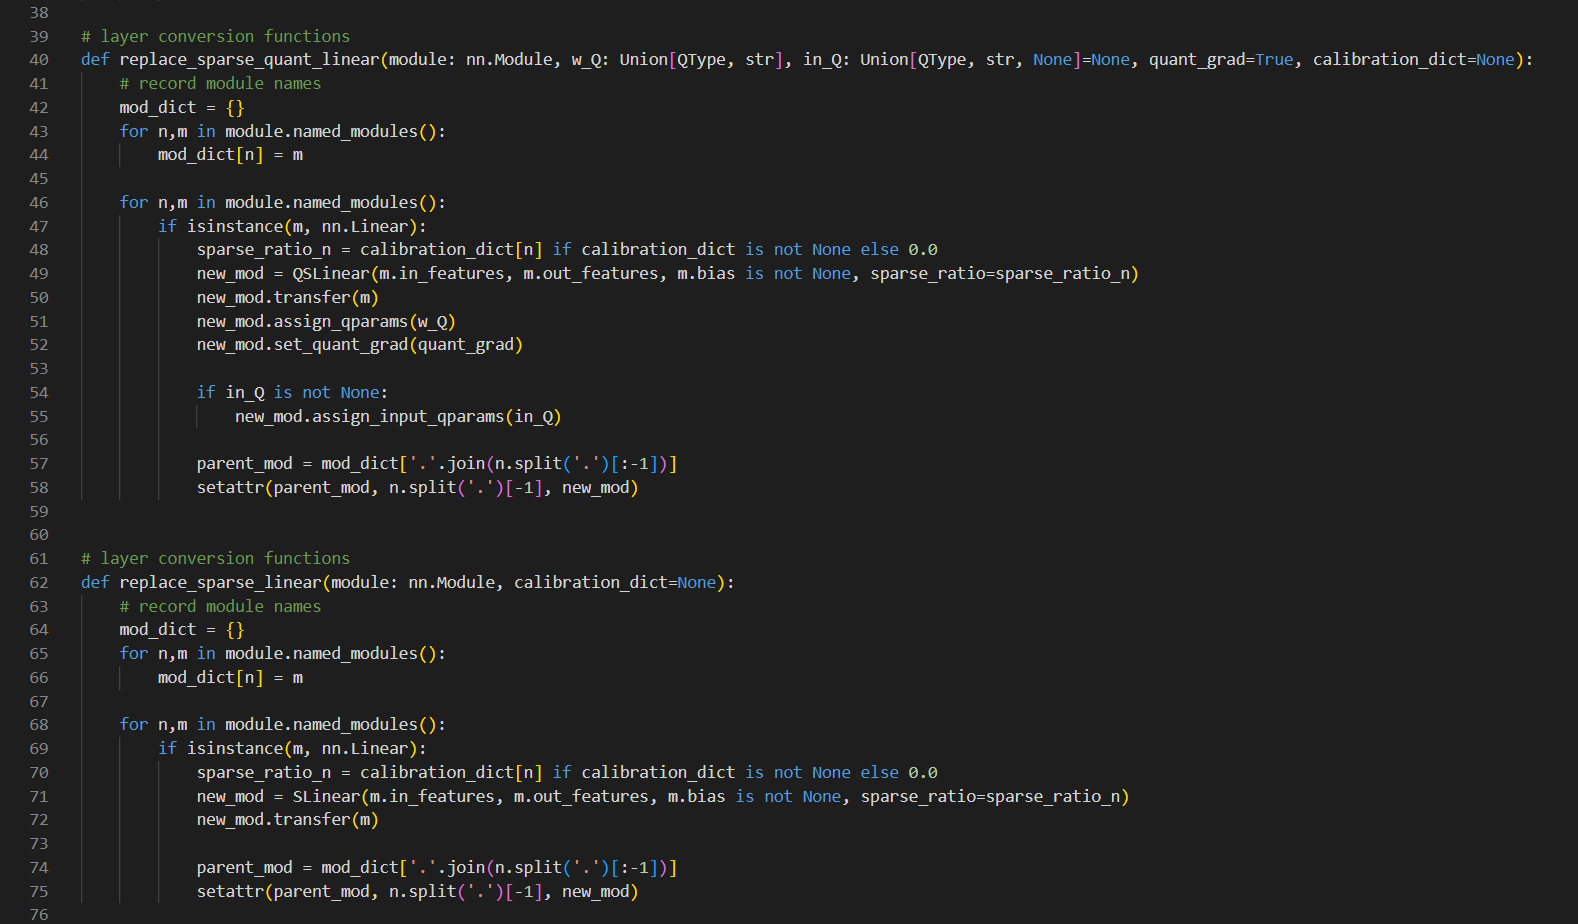 38
39 # layer conversion functions
40 def replace_sparse_quant_linear(module: nn.Module, w_Q: Union[QType, str], in_Q: Union[QType, str, None]=None, quant_grad=True, calibration_dict=None):
41     # record module names
42     mod_dict = {}
43     for n,m in module.named_modules():
44         mod_dict[n] = m
45
46     for n,m in module.named_modules():
47         if isinstance(m, nn.Linear):
48             sparse_ratio_n = calibration_dict[n] if calibration_dict is not None else 0.0
49             new_mod = QSLinear(m.in_features, m.out_features, m.bias is not None, sparse_ratio=sparse_ratio_n)
50             new_mod.transfer(m)
51             new_mod.assign_qparams(w_Q)
52             new_mod.set_quant_grad(quant_grad)
53
54             if in_Q is not None:
55                 new_mod.assign_input_qparams(in_Q)
56
57             parent_mod = mod_dict['.'.join(n.split('.')[:-1])]
58             setattr(parent_mod, n.split('.')[-1], new_mod)
59
60
61 # layer conversion functions
62 def replace_sparse_linear(module: nn.Module, calibration_dict=None):
63     # record module names
64     mod_dict = {}
65     for n,m in module.named_modules():
66         mod_dict[n] = m
67
68     for n,m in module.named_modules():
69         if isinstance(m, nn.Linear):
70             sparse_ratio_n = calibration_dict[n] if calibration_dict is not None else 0.0
71             new_mod = SLinear(m.in_features, m.out_features, m.bias is not None, sparse_ratio=sparse_ratio_n)
72             new_mod.transfer(m)
73
74             parent_mod = mod_dict['.'.join(n.split('.')[:-1])]
75             setattr(parent_mod, n.split('.')[-1], new_mod)
76